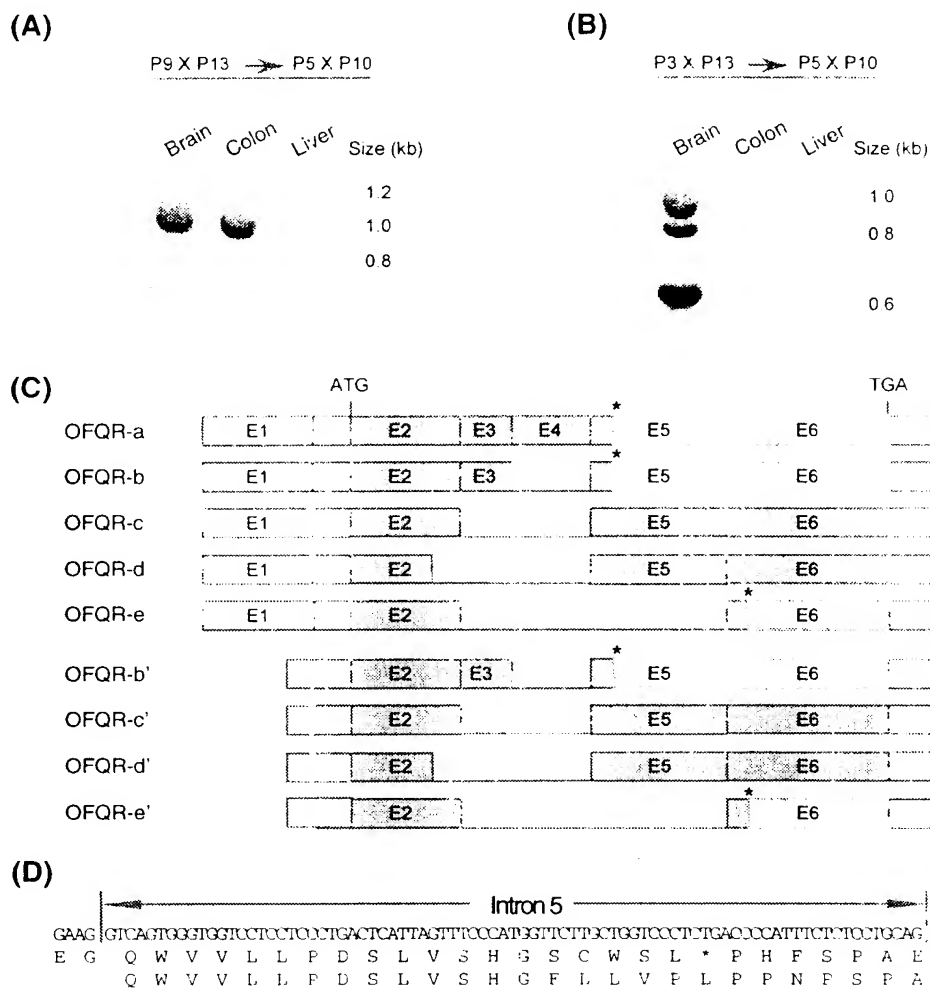 (A)
P9 X P13 → P5 X P10
Brain Colon Liver Size (kb)
1.2
1.0
0.8
(B)
P3 X P13 → P5 X P10
Brain Colon Liver Size (kb)
1 0
0 8
0 6
(C)
ATG TGA
*
OFQR-a E1 E2 E3 E4 E5 E6
*
OFQR-b E1 E2 E3 E5 E6
OFQR-c E1 E2 E5 E6
OFQR-d E1 E2 E5 E6
*
OFQR-e E1 E2 E6
*
OFQR-b' E2 E3 E5 E6
OFQR-c' E2 E5 E6
OFQR-d' E2 E5 E6
*
OFQR-e' E2 E6
(D)
Intron 5
GAAG GTCAGTGGGTGGTCCTCCTCCCTGACTCATTAGTTTCCCATGGTTCTTGCTGGTCCCTCTGACCCCATTTCTCTCCTGCAG
E G Q W V V L L P D S L V S H G S C W S L * P H F S P A E
Q W V V L L P D S L V S H G F L L V P L P P N F S P A